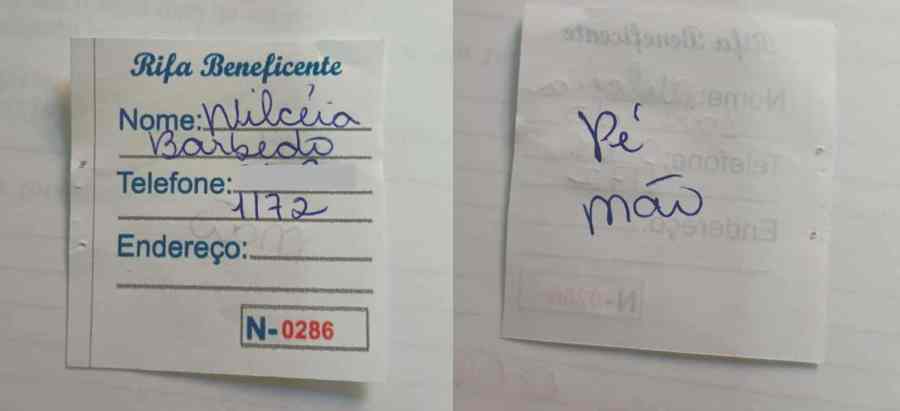 Rifa Beneficente
Nome: Nilcéia
Barbedo
Telefone:
1172
Endereço:
N-0286
Pé
mão